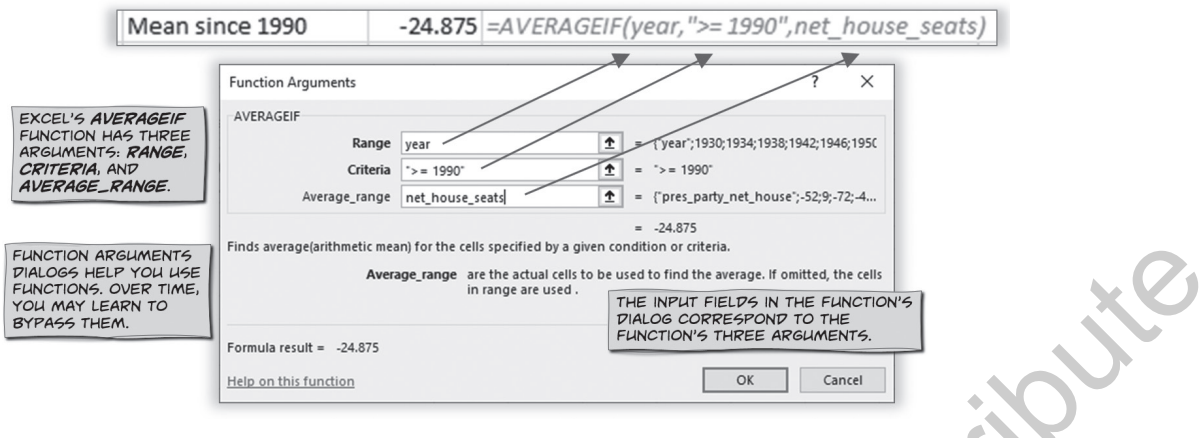 Mean since 1990 -24.875 =AVERAGEIF(year,">= 1990",net_house_seats)
Function Arguments ? ×
EXCEL'S AVERAGEIF
FUNCTION HAS THREE
ARGUMENTS: RANGE,
CRITERIA, AND
AVERAGE_RANGE.
AVERAGEIF
Range year = {"year";1930;1934;1938;1942;1946;1950
Criteria ">= 1990" = ">= 1990"
Average_range net_house_seats = {"pres_party_net_house";-52;9;-72;-4...
= -24.875
FUNCTION ARGUMENTS
DIALOGS HELP YOU USE
FUNCTIONS. OVER TIME,
YOU MAY LEARN TO
BYPASS THEM.
Finds average(arithmetic mean) for the cells specified by a given condition or criteria.
Average_range are the actual cells to be used to find the average. If omitted, the cells
in range are used .
THE INPUT FIELDS IN THE FUNCTION'S
DIALOG CORRESPOND TO THE
FUNCTION'S THREE ARGUMENTS.
Formula result = -24.875
Help on this function
OK Cancel